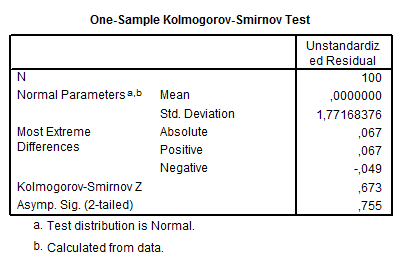 One-Sample Kolmogorov-Smirnov Test
Unstandardiz
ed Residual
N 100
Normal Parameters a,b Mean ,0000000
Std. Deviation 1,77168376
Most Extreme Differences Absolute ,067
Positive ,067
Negative -,049
Kolmogorov-Smirnov Z ,673
Asymp. Sig. (2-tailed) ,755
a. Test distribution is Normal.
b. Calculated from data.